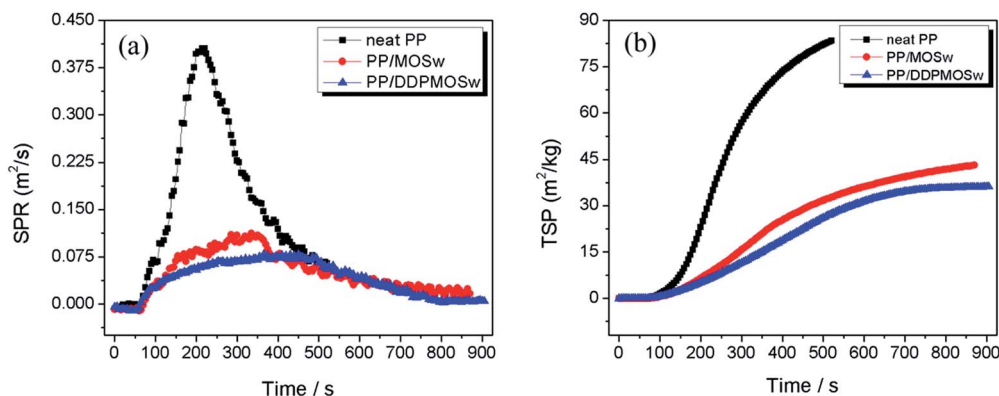 (a)
neat PP
PP/MOSw
PP/DDPMOSw
SPR (m²/s)
0.450
0.375
0.300
0.225
0.150
0.075
0.000
0 100 200 300 400 500 600 700 800 900
Time / s
(b)
neat PP
PP/MOSw
PP/DDPMOSw
TSP (m²/kg)
90
75
60
45
30
15
0
0 100 200 300 400 500 600 700 800 900
Time / s